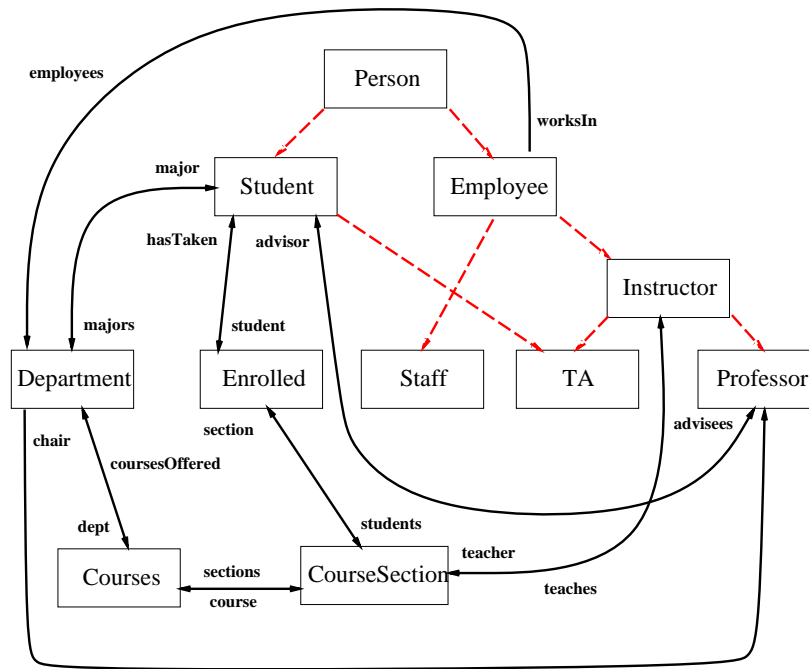 employees
Person
worksIn
major
Student
Employee
hasTaken
advisor
Instructor
majors
student
Department
Enrolled
Staff
TA
Professor
chair
section
advisees
coursesOffered
dept
students
teacher
Courses
sections
CourseSection
course
teaches